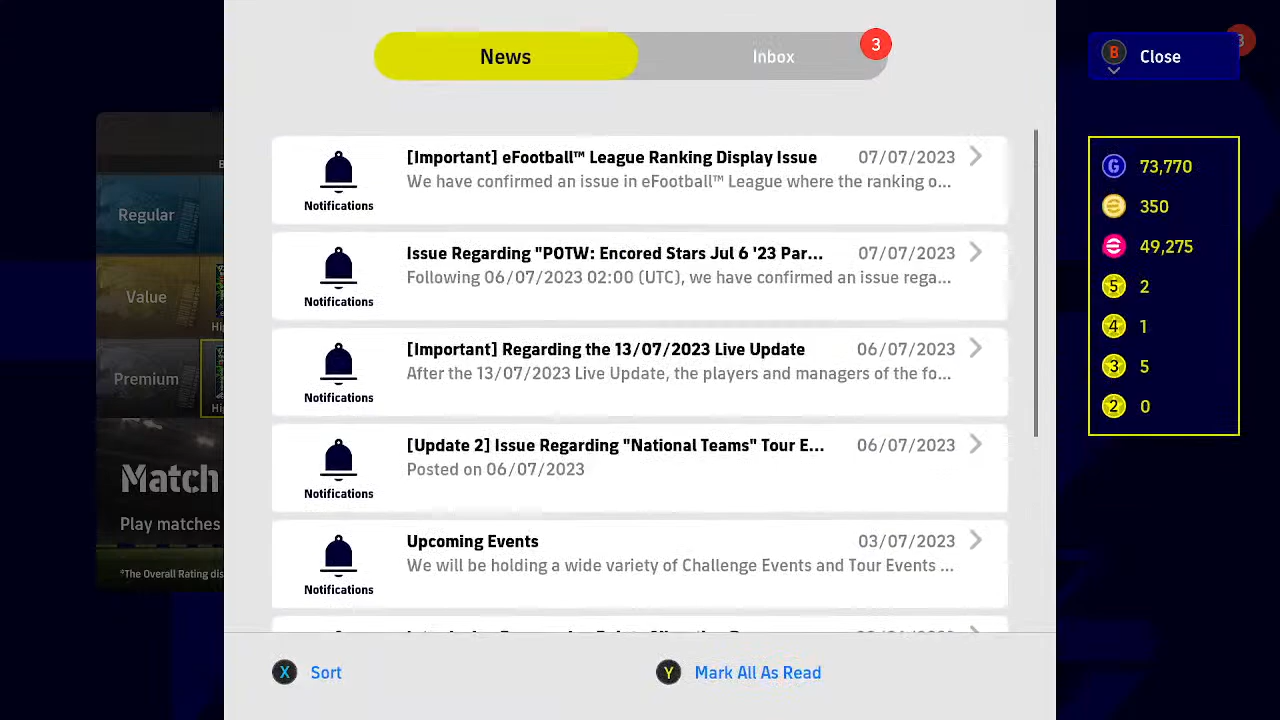 News
Inbox
3
B
Close
3
[Important] eFootball™ League Ranking Display Issue
07/07/2023
We have confirmed an issue in eFootball™ League where the ranking o...
Notifications
Issue Regarding "POTW: Encored Stars Jul 6 '23 Par...
07/07/2023
Following 06/07/2023 02:00 (UTC), we have confirmed an issue rega...
Notifications
[Important] Regarding the 13/07/2023 Live Update
06/07/2023
After the 13/07/2023 Live Update, the players and managers of the fo...
Notifications
[Update 2] Issue Regarding "National Teams" Tour E...
06/07/2023
Posted on 06/07/2023
Notifications
Upcoming Events
03/07/2023
We will be holding a wide variety of Challenge Events and Tour Events ...
Notifications
X Sort
Y Mark All As Read
G 73,770
350
49,275
5 2
4 1
3 5
2 0
B
Regular
Value
Hi
Premium
Hi
Match
Play matches
*The Overall Rating dis